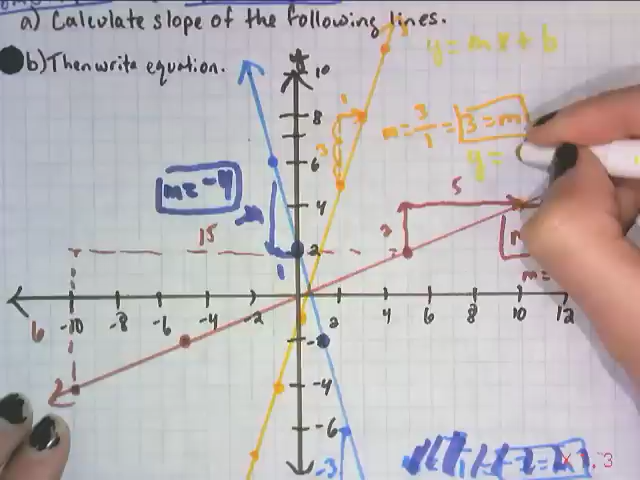 a) Calculate slope of the following lines.
b) Then write equation.
y = mx + b
m = 3/1 = 3 = m
y =
m = -4
1
3
5
2
15
1
10
8
6
4
2
-4
-6
6 -10 -8 -6 -4 -2 2 4 6 8 10 12
m =
-3